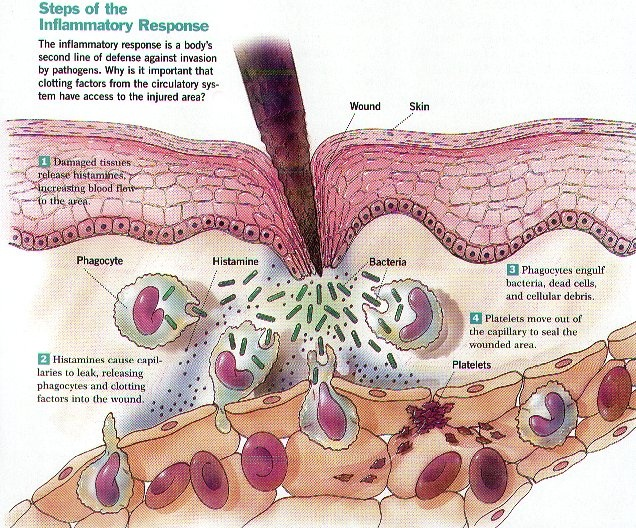 Steps of the
Inflammatory Response
The inflammatory response is a body's
second line of defense against invasion
by pathogens. Why is it important that
clotting factors from the circulatory sys-
tem have access to the injured area?
Wound
Skin
1 Damaged tissues
release histamines,
increasing blood flow
to the area.
Phagocyte
Histamine
Bacteria
3 Phagocytes engulf
bacteria, dead cells,
and cellular debris.
4 Platelets move out of
the capillary to seal the
wounded area.
2 Histamines cause capil-
laries to leak, releasing
phagocytes and clotting
factors into the wound.
Platelets